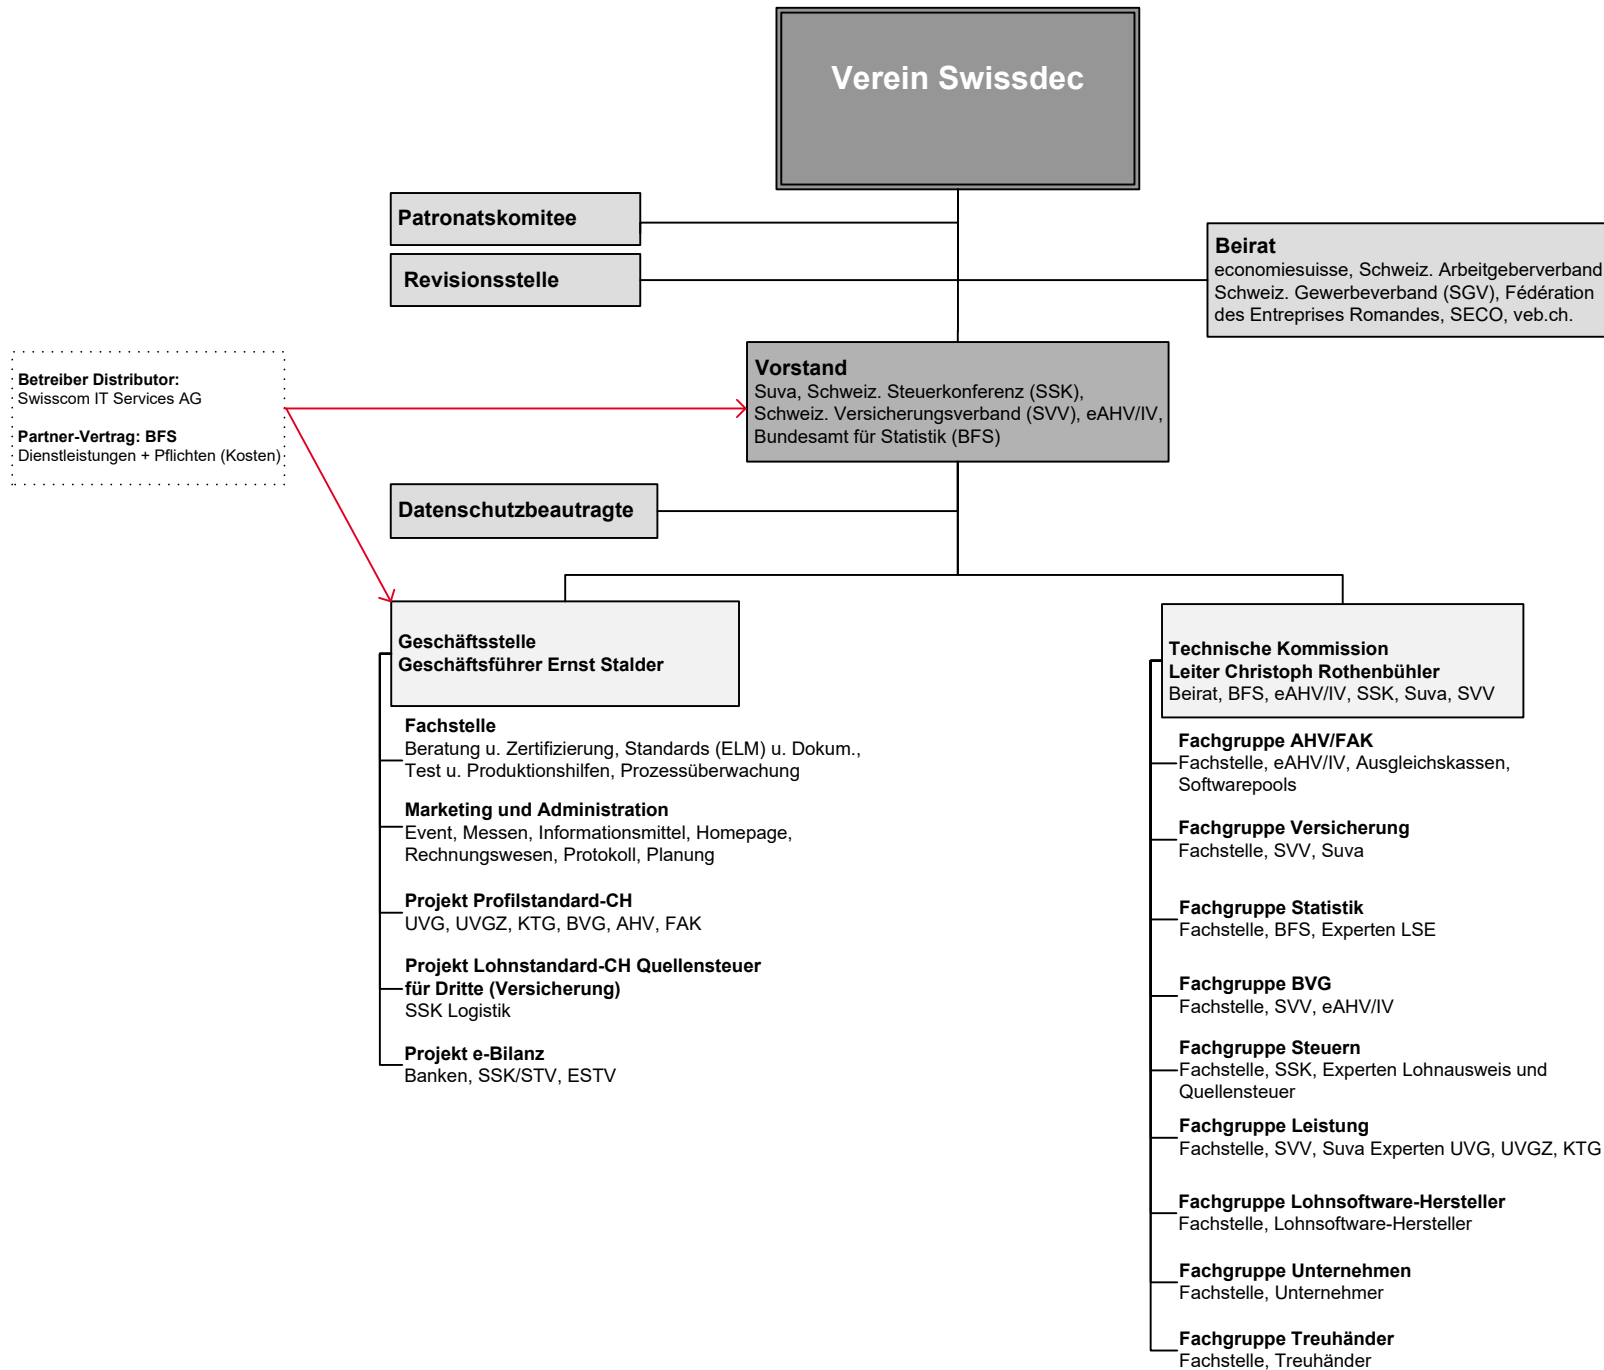 Verein Swissdec
Patronatskomitee
Revisionsstelle
Beirat
economiesuisse, Schweiz. Arbeitgeberverband
Schweiz. Gewerbeverband (SGV), Fédération
des Entreprises Romandes, SECO, veb.ch.
Betreiber Distributor:
Swisscom IT Services AG
Partner-Vertrag: BFS
Dienstleistungen + Pflichten (Kosten)
Vorstand
Suva, Schweiz. Steuerkonferenz (SSK),
Schweiz. Versicherungsverband (SVV), eAHV/IV,
Bundesamt für Statistik (BFS)
Datenschutzbeautragte
Geschäftsstelle
Geschäftsführer Ernst Stalder
Fachstelle
Beratung u. Zertifizierung, Standards (ELM) u. Dokum.,
Test u. Produktionshilfen, Prozessüberwachung
Marketing und Administration
Event, Messen, Informationsmittel, Homepage,
Rechnungswesen, Protokoll, Planung
Projekt Profilstandard-CH
UVG, UVGZ, KTG, BVG, AHV, FAK
Projekt Lohnstandard-CH Quellensteuer
für Dritte (Versicherung)
SSK Logistik
Projekt e-Bilanz
Banken, SSK/STV, ESTV
Technische Kommission
Leiter Christoph Rothenbühler
Beirat, BFS, eAHV/IV, SSK, Suva, SVV
Fachgruppe AHV/FAK
Fachstelle, eAHV/IV, Ausgleichskassen,
Softwarepools
Fachgruppe Versicherung
Fachstelle, SVV, Suva
Fachgruppe Statistik
Fachstelle, BFS, Experten LSE
Fachgruppe BVG
Fachstelle, SVV, eAHV/IV
Fachgruppe Steuern
Fachstelle, SSK, Experten Lohnausweis und
Quellensteuer
Fachgruppe Leistung
Fachstelle, SVV, Suva Experten UVG, UVGZ, KTG
Fachgruppe Lohnsoftware-Hersteller
Fachstelle, Lohnsoftware-Hersteller
Fachgruppe Unternehmen
Fachstelle, Unternehmer
Fachgruppe Treuhänder
Fachstelle, Treuhänder